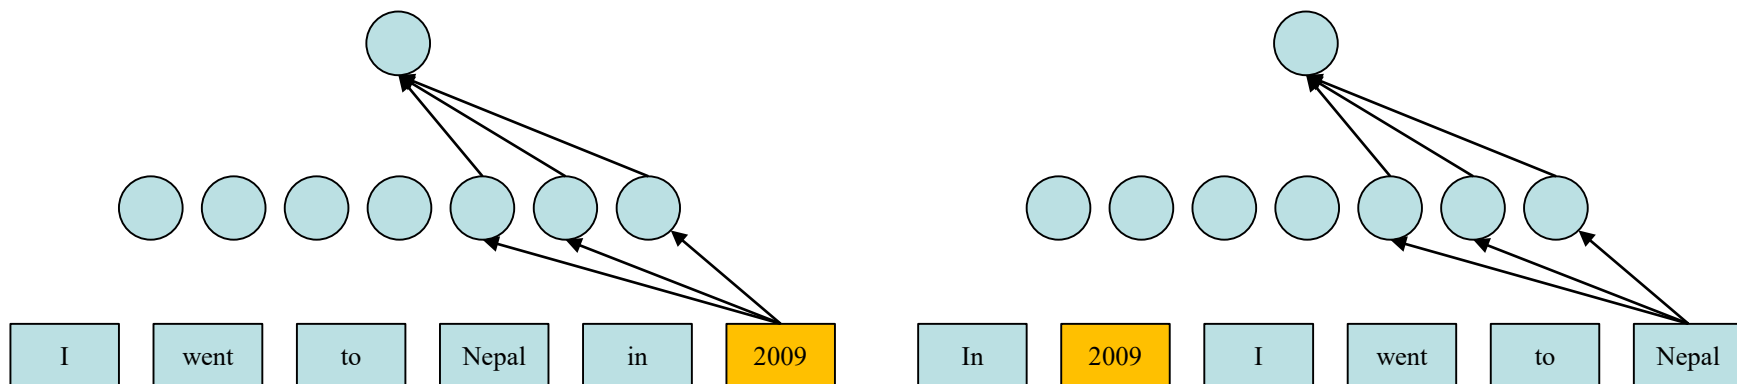 I went to Nepal in 2009
In 2009 I went to Nepal